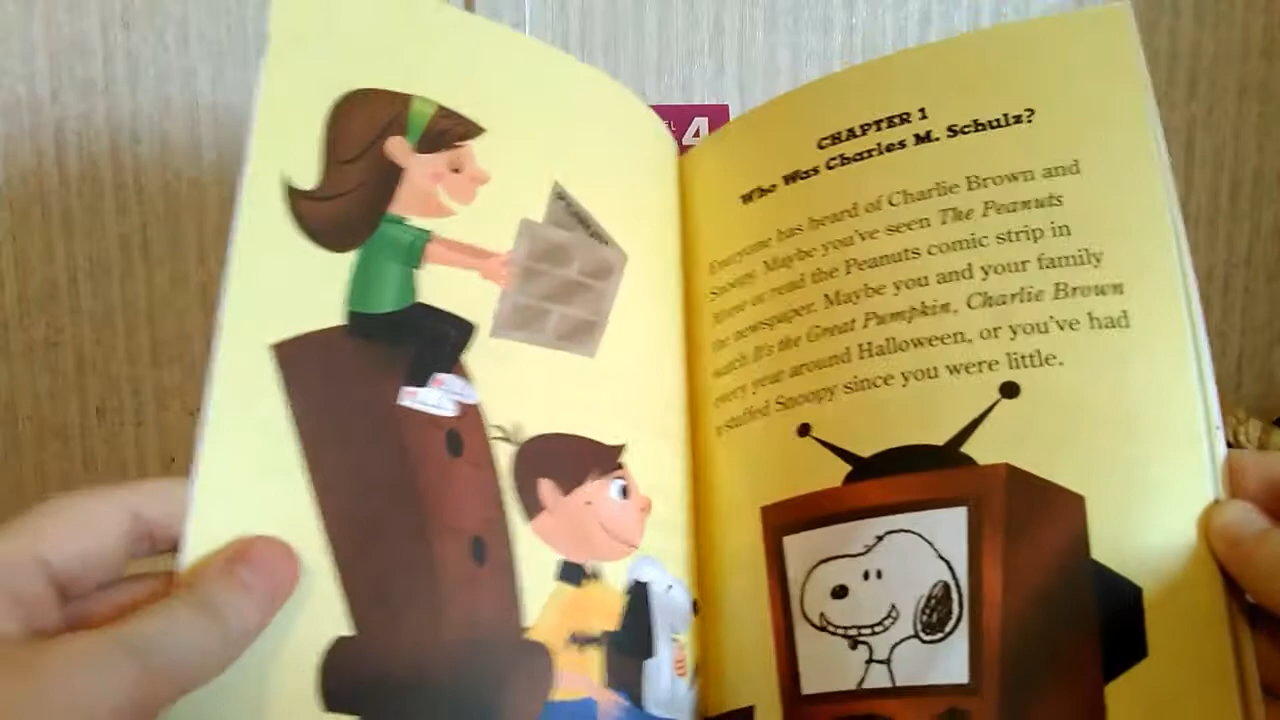 4
CHAPTER 1
Who Was Charles M. Schulz?
Everyone has heard of Charlie Brown and
Snoopy. Maybe you've seen The Peanuts
Movie or read the Peanuts comic strip in
the newspaper. Maybe you and your family
watch It's the Great Pumpkin, Charlie Brown
every year around Halloween, or you've had
a stuffed Snoopy since you were little.